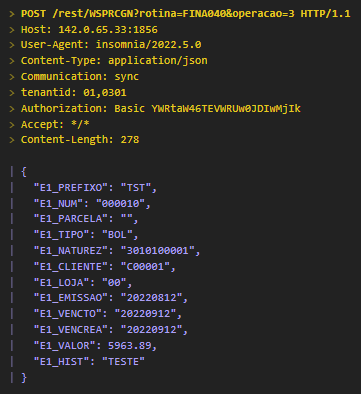 > POST /rest/WSPRCGN?rotina=FINA040&operacao=3 HTTP/1.1
> Host: 142.0.65.33:1856
> User-Agent: insomnia/2022.5.0
> Content-Type: application/json
> Communication: sync
> tenantid: 01,0301
> Authorization: Basic YWRtaW46TEVWRUw0JDIwMjIk
> Accept: */*
> Content-Length: 278
| {
|   "E1_PREFIXO": "TST",
|   "E1_NUM": "000010",
|   "E1_PARCELA": "",
|   "E1_TIPO": "BOL",
|   "E1_NATUREZ": "3010100001",
|   "E1_CLIENTE": "C00001",
|   "E1_LOJA": "00",
|   "E1_EMISSAO": "20220812",
|   "E1_VENCTO": "20220912",
|   "E1_VENCREA": "20220912",
|   "E1_VALOR": 5963.89,
|   "E1_HIST": "TESTE"
| }